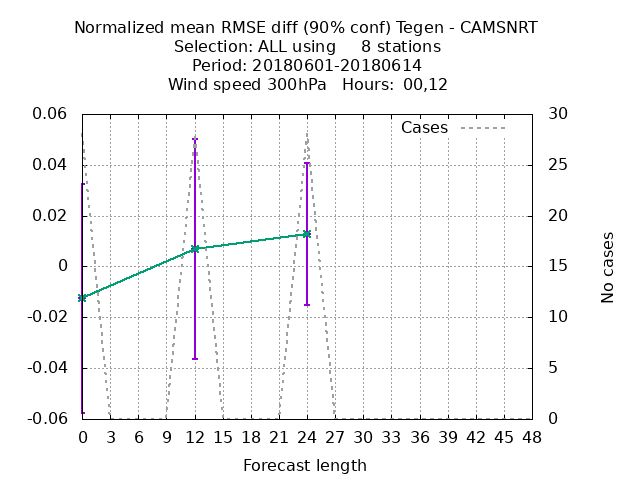 Normalized mean RMSE diff (90% conf) Tegen - CAMSNRT
Selection: ALL using     8 stations
Period: 20180601-20180614
Wind speed 300hPa   Hours:  00,12
Cases
0.06
0.04
0.02
0
-0.02
-0.04
-0.06
30
25
20
15
10
5
0
No cases
0 3 6 9 12 15 18 21 24 27 30 33 36 39 42 45 48
Forecast length